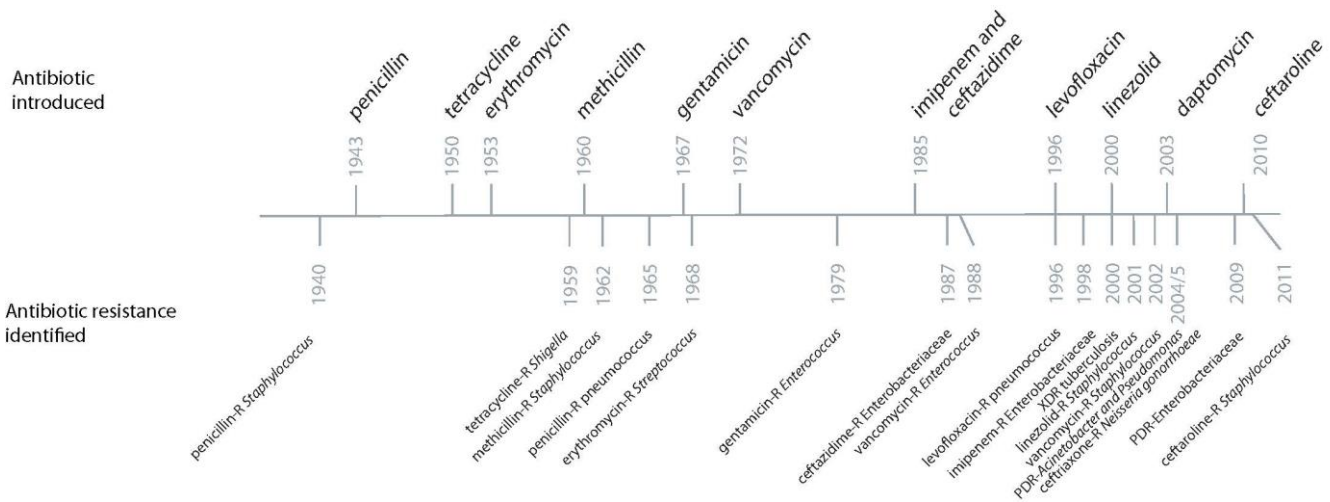 Antibiotic
introduced
penicillin
tetracycline
erythromycin
methicillin
gentamicin
vancomycin
imipenem and
ceftazidime
levofloxacin
linezolid
daptomycin
ceftaroline
1943
1950
1953
1960
1967
1972
1985
1996
2000
2003
2010
Antibiotic resistance
identified
1940
1959
1962
1965
1968
1979
1987
1988
1996
1998
2000
2001
2002
2004/5
2009
2011
penicillin-R Staphylococcus
tetracycline-R Shigella
methicillin-R Staphylococcus
penicillin-R pneumococcus
erythromycin-R Streptococcus
gentamicin-R Enterococcus
ceftazidime-R Enterobacteriaceae
vancomycin-R Enterococcus
levofloxacin-R pneumococcus
imipenem-R Enterobacteriaceae
XDR tuberculosis
linezolid-R Staphylococcus
vancomycin-R Staphylococcus
PDR-Acinetobacter and Pseudomonas
ceftriaxone-R Neisseria gonorrhoeae
PDR-Enterobacteriaceae
ceftaroline-R Staphylococcus